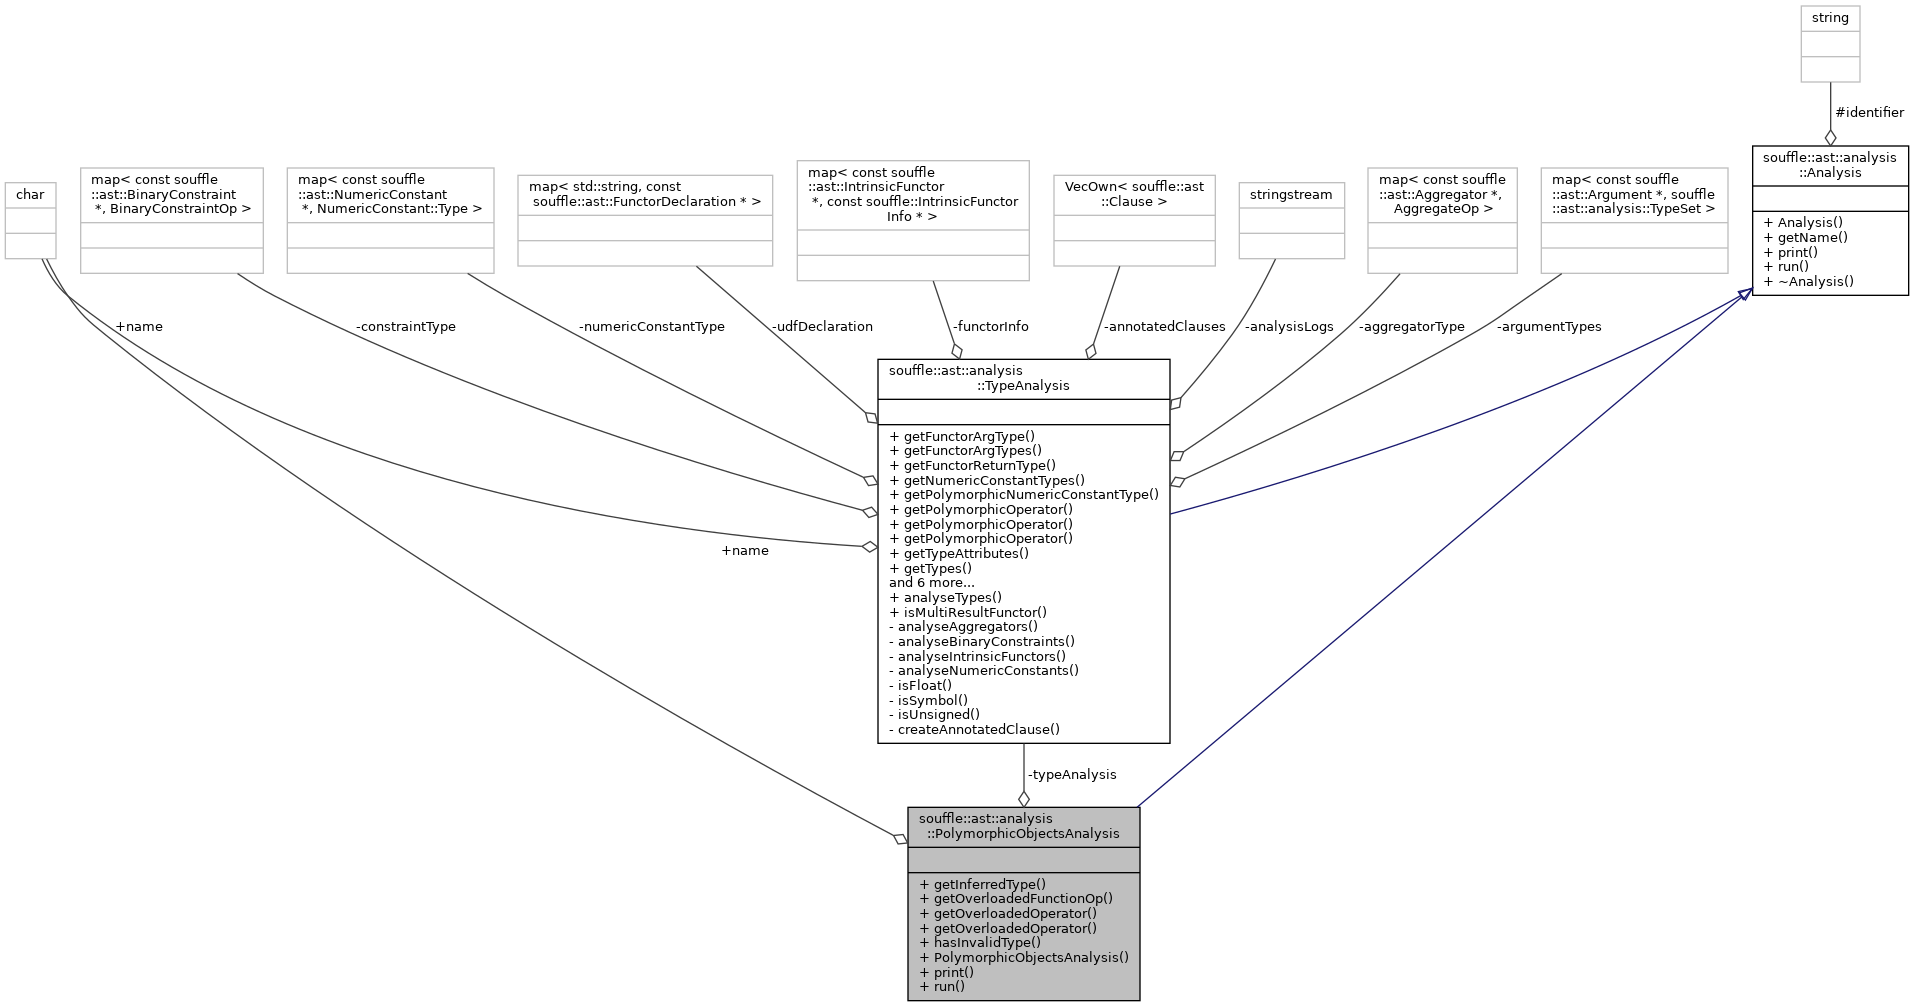 string
#identifier
souffle::ast::analysis
::Analysis
+ Analysis()
+ getName()
+ print()
+ run()
+ ~Analysis()
char
map< const souffle
::ast::BinaryConstraint
*, BinaryConstraintOp >
map< const souffle
::ast::NumericConstant
*, NumericConstant::Type >
map< std::string, const
souffle::ast::FunctorDeclaration * >
map< const souffle
::ast::IntrinsicFunctor
*, const souffle::IntrinsicFunctor
Info * >
VecOwn< souffle::ast
::Clause >
stringstream
map< const souffle
::ast::Aggregator *,
AggregateOp >
map< const souffle
::ast::Argument *, souffle
::ast::analysis::TypeSet >
+name
-constraintType
-numericConstantType
-udfDeclaration
-functorInfo
-annotatedClauses
-analysisLogs
-aggregatorType
-argumentTypes
souffle::ast::analysis
::TypeAnalysis
+ getFunctorArgType()
+ getFunctorArgTypes()
+ getFunctorReturnType()
+ getNumericConstantTypes()
+ getPolymorphicNumericConstantType()
+ getPolymorphicOperator()
+ getPolymorphicOperator()
+ getPolymorphicOperator()
+ getTypeAttributes()
+ getTypes()
and 6 more...
+ analyseTypes()
+ isMultiResultFunctor()
- analyseAggregators()
- analyseBinaryConstraints()
- analyseIntrinsicFunctors()
- analyseNumericConstants()
- isFloat()
- isSymbol()
- isUnsigned()
- createAnnotatedClause()
+name
-typeAnalysis
souffle::ast::analysis
::PolymorphicObjectsAnalysis
+ getInferredType()
+ getOverloadedFunctionOp()
+ getOverloadedOperator()
+ getOverloadedOperator()
+ hasInvalidType()
+ PolymorphicObjectsAnalysis()
+ print()
+ run()